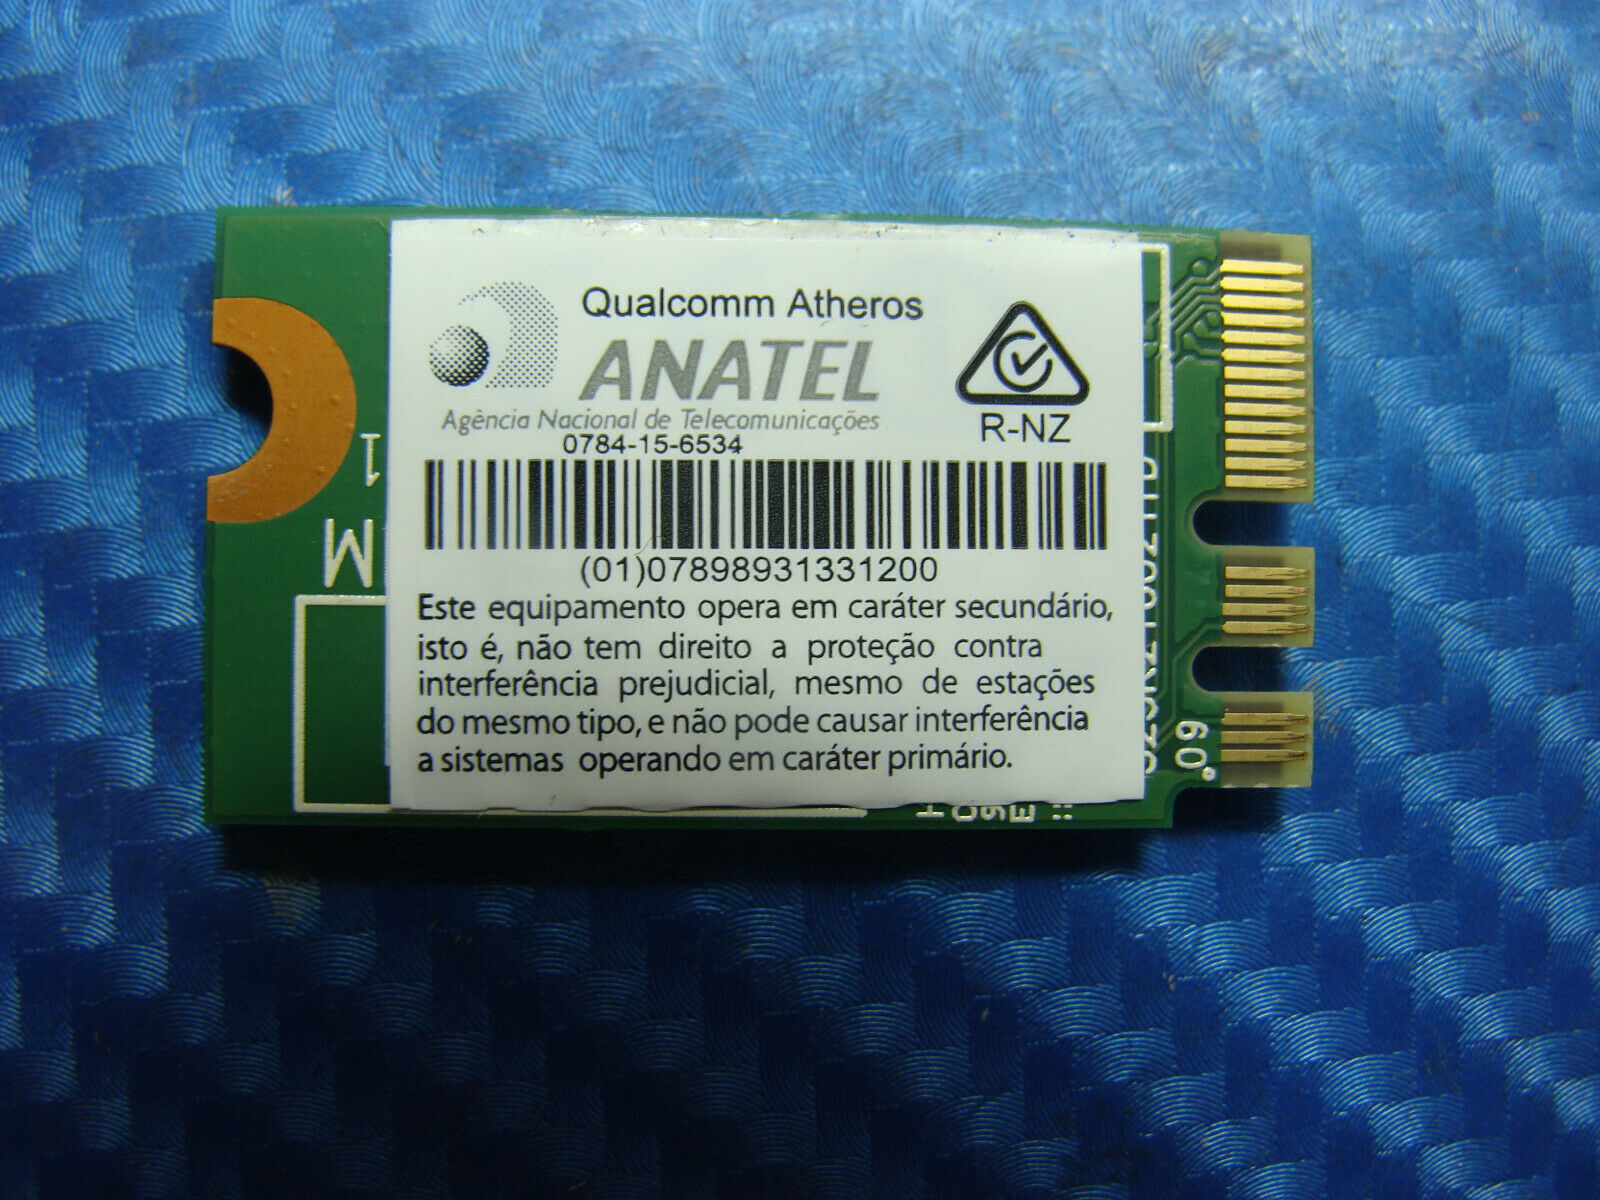 Qualcomm Atheros
ANATEL
Agência Nacional de Telecomunicações
0784-15-6534
R-NZ
(01)07898931331200
Este equipamento opera em caráter secundário,
isto é, não tem direito a proteção contra
interferência prejudicial, mesmo de estações
do mesmo tipo, e não pode causar interferência
a sistemas operando em caráter primário.
1
M
60°